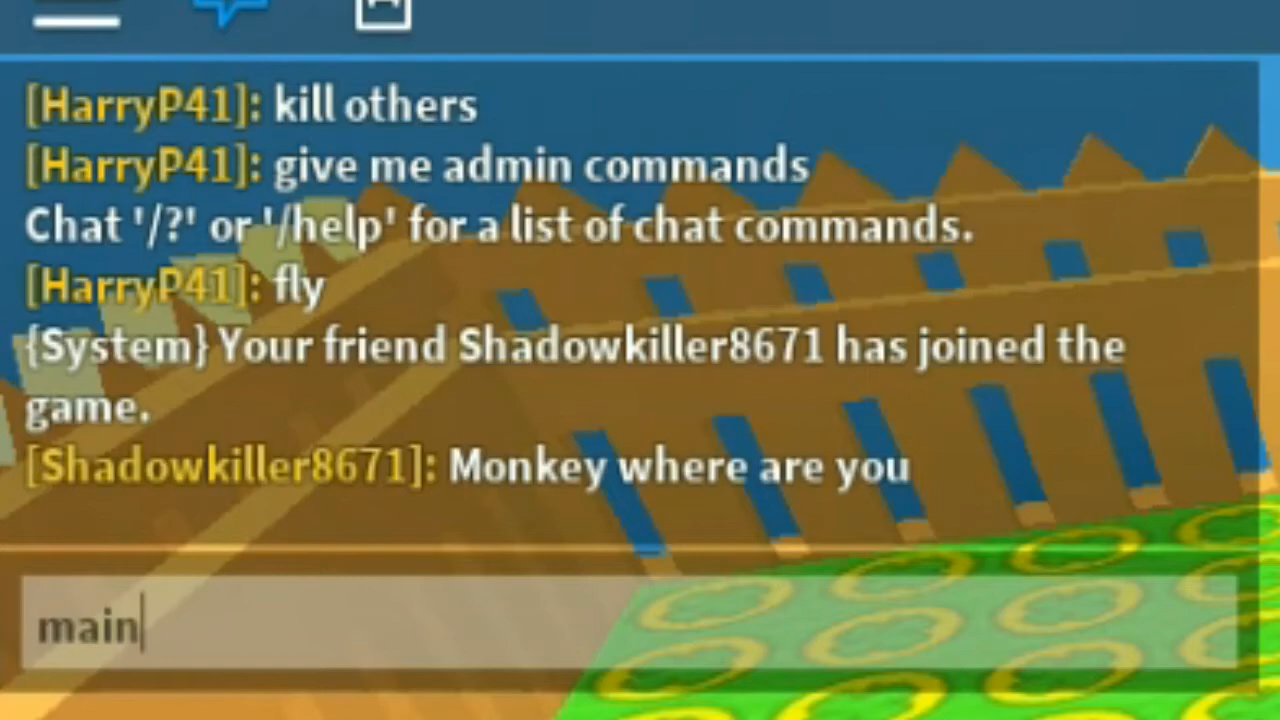 [HarryP41]: kill others
[HarryP41]: give me admin commands
Chat '/?' or '/help' for a list of chat commands.
[HarryP41]: fly
{System} Your friend Shadowkiller8671 has joined the
game.
[Shadowkiller8671]: Monkey where are you
main